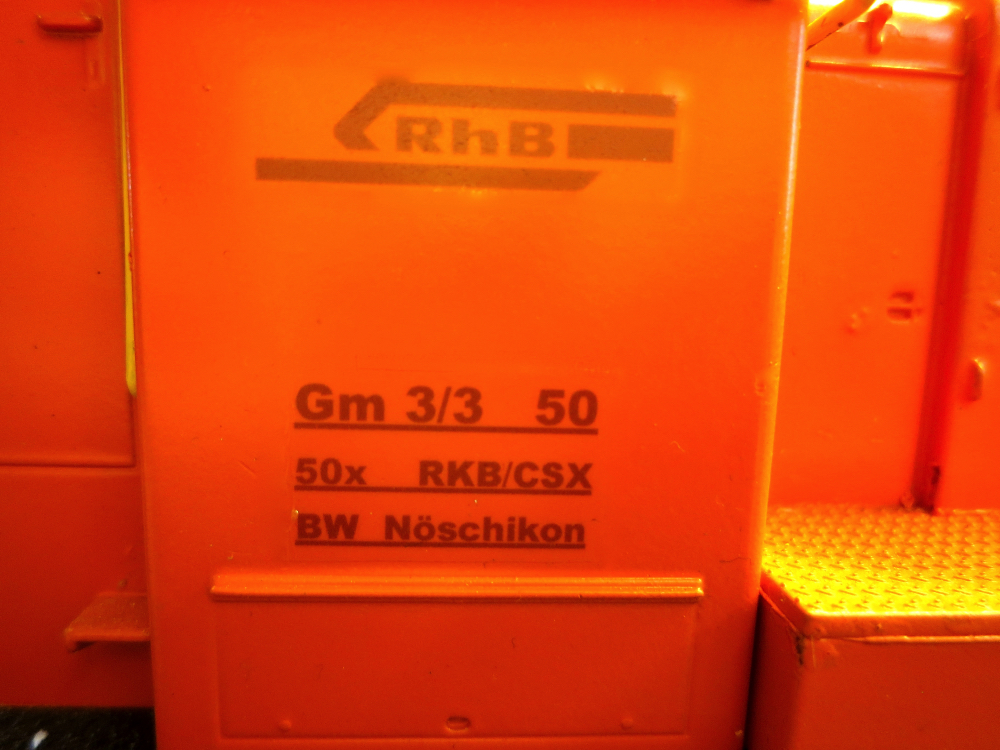 RhB
Gm 3/3 50
50x RKB/CSX
BW Nöschikon